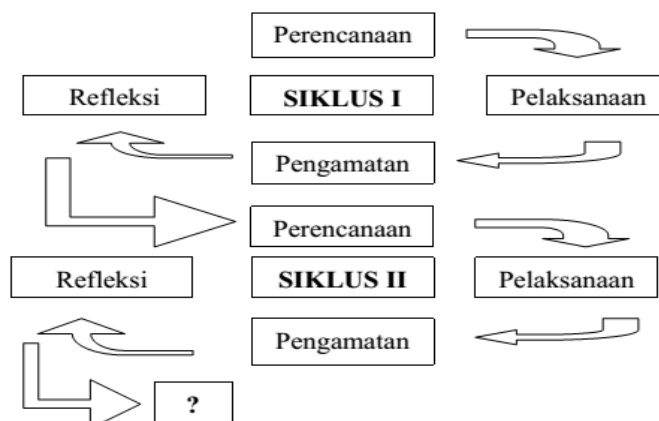 Perencanaan
Refleksi
SIKLUS I
Pelaksanaan
Pengamatan
Perencanaan
Refleksi
SIKLUS II
Pelaksanaan
Pengamatan
?